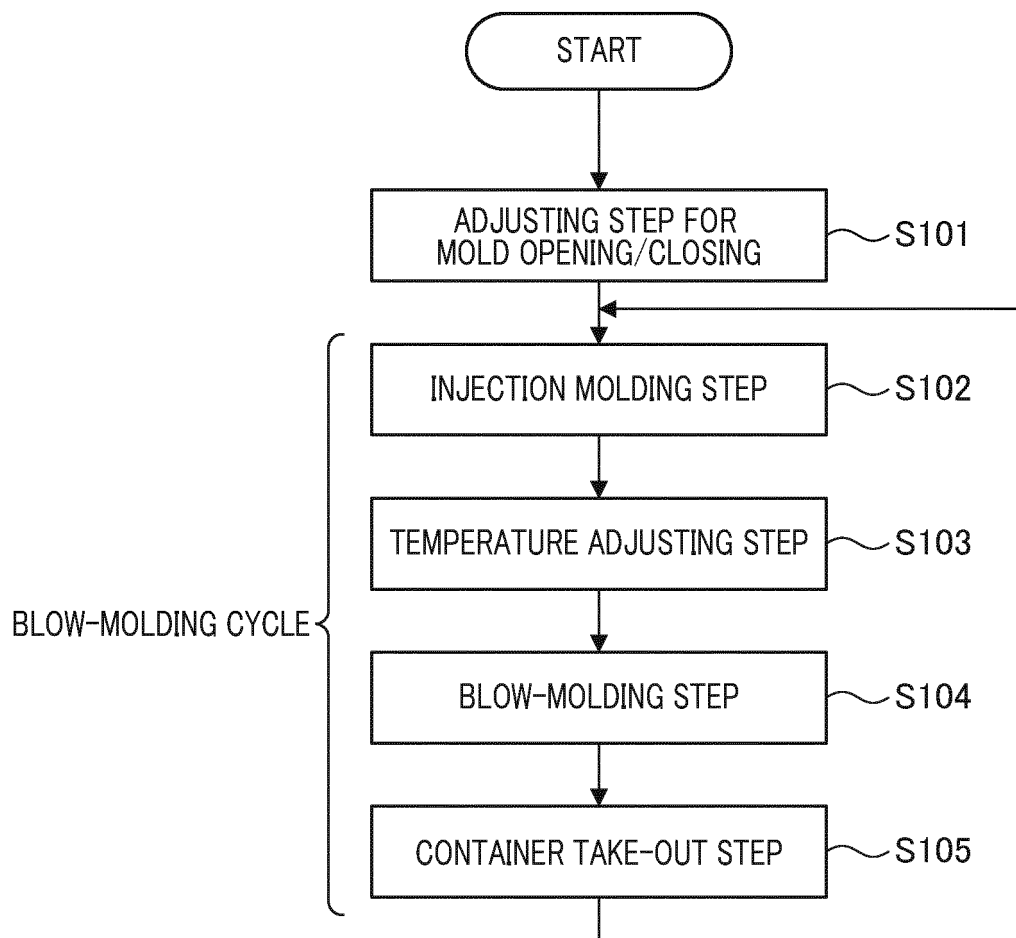 START
ADJUSTING STEP FOR
MOLD OPENING/CLOSING
S101
INJECTION MOLDING STEP
S102
TEMPERATURE ADJUSTING STEP
S103
BLOW-MOLDING CYCLE
BLOW-MOLDING STEP
S104
CONTAINER TAKE-OUT STEP
S105